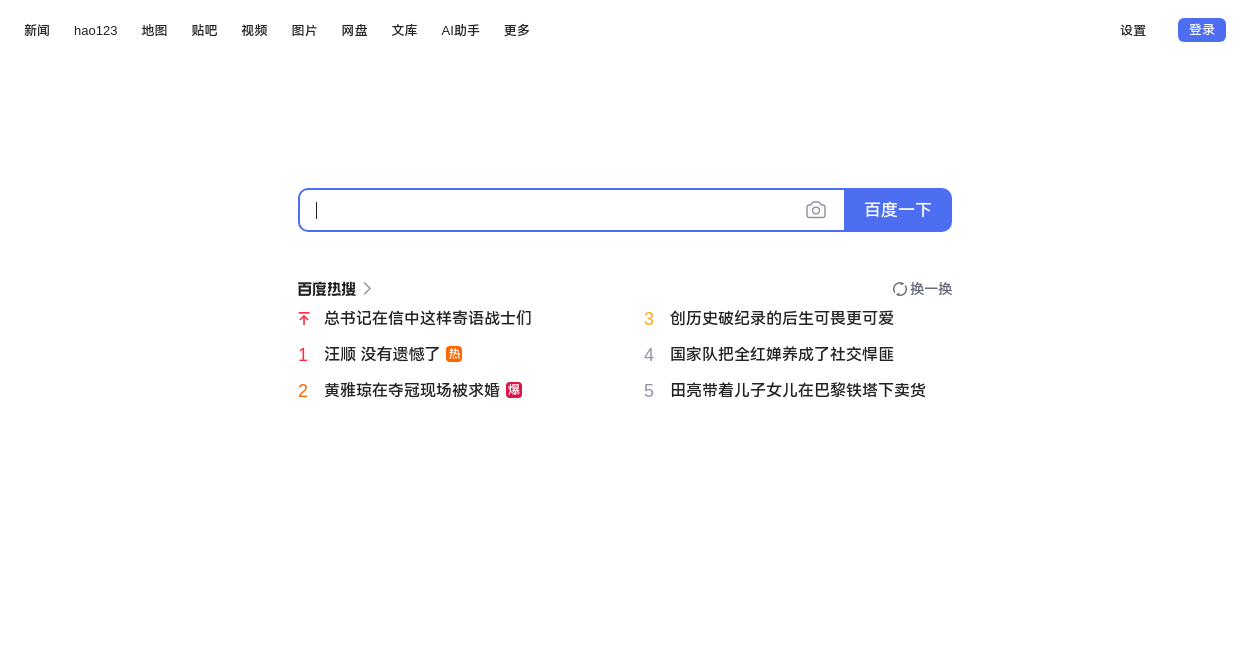 新闻 hao123 地图 贴吧 视频 图片 网盘 文库 AI助手 更多 设置 登录
百度一下
百度热搜 换一换
总书记在信中这样寄语战士们
1 汪顺 没有遗憾了 热
2 黄雅琼在夺冠现场被求婚 爆
3 创历史破纪录的后生可畏更可爱
4 国家队把全红婵养成了社交悍匪
5 田亮带着儿子女儿在巴黎铁塔下卖货